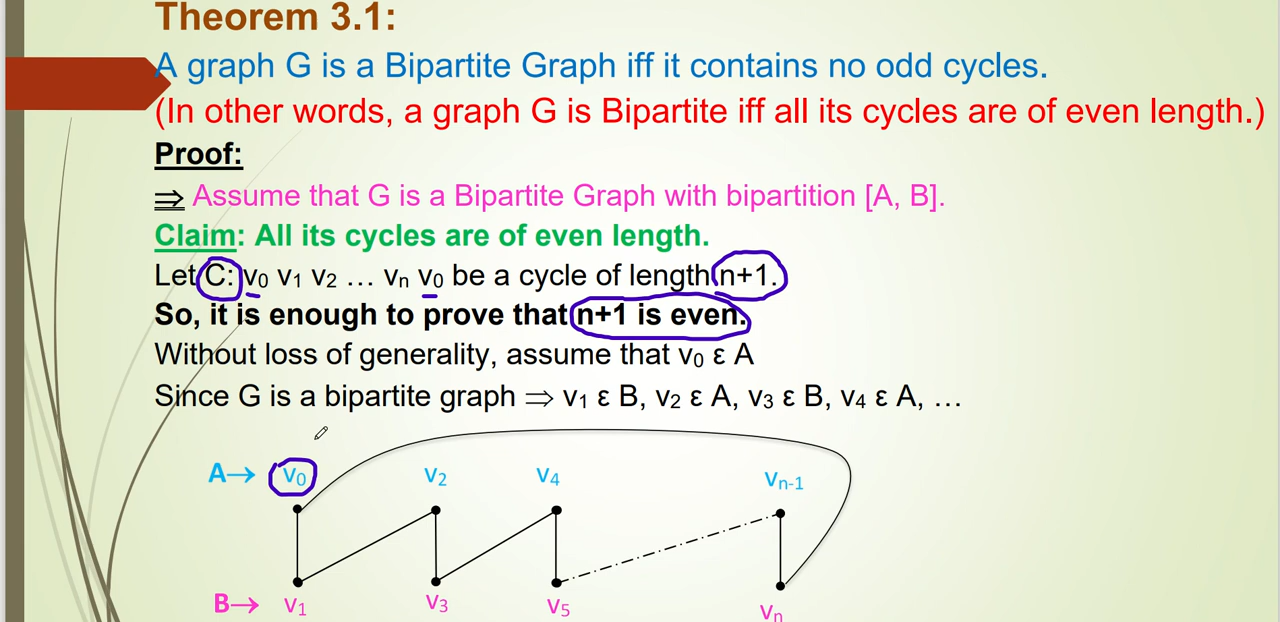 Theorem 3.1:
A graph G is a Bipartite Graph iff it contains no odd cycles.
(In other words, a graph G is Bipartite iff all its cycles are of even length.)
Proof:
⇒ Assume that G is a Bipartite Graph with bipartition [A, B].
Claim: All its cycles are of even length.
Let C: v₀ v₁ v₂ … vₙ v₀ be a cycle of length n+1.
So, it is enough to prove that n+1 is even.
Without loss of generality, assume that v₀ ε A
Since G is a bipartite graph ⇒ v₁ ε B, v₂ ε A, v₃ ε B, v₄ ε A, …
A→ v₀ v₂ v₄ vₙ₋₁
B→ v₁ v₃ v₅ vₙ